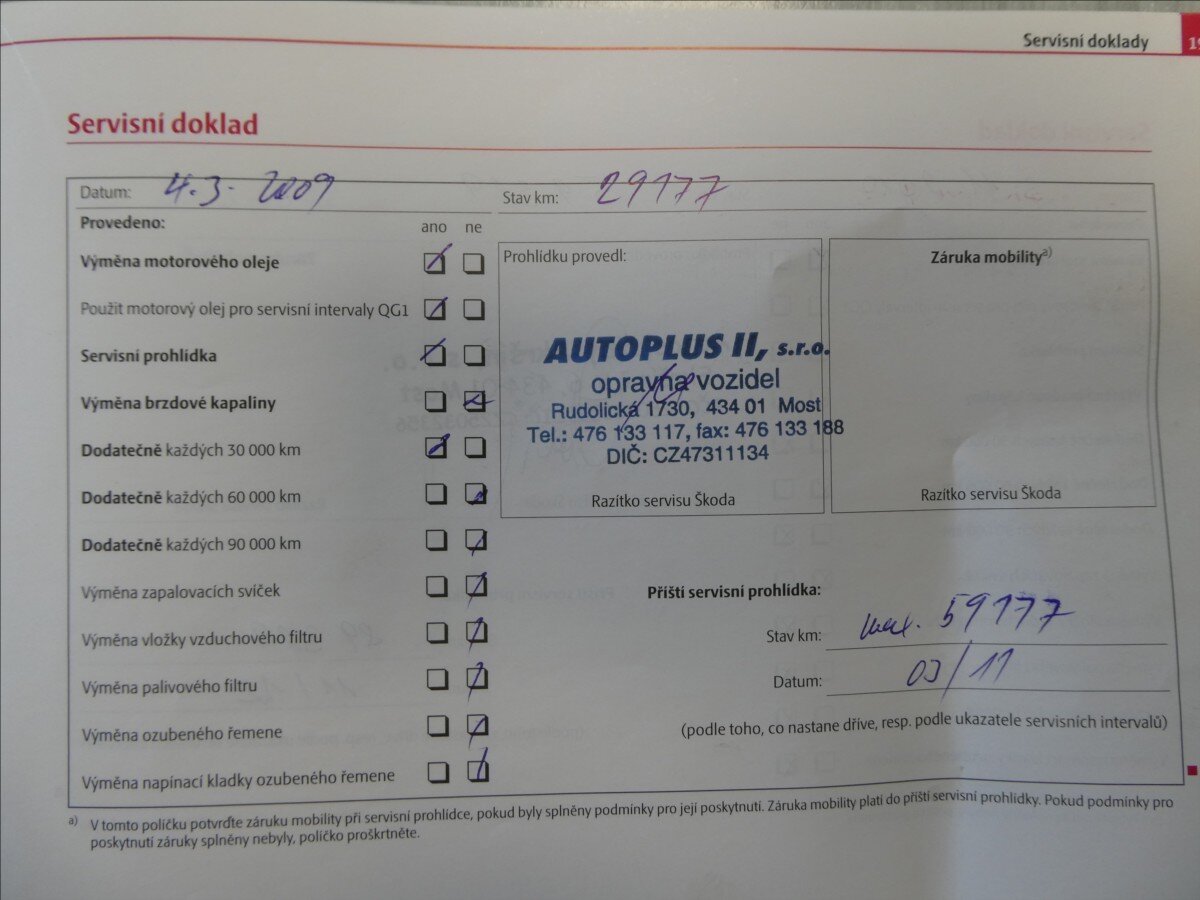 Servisní doklady
Servisní doklad
Datum: 4.3. 2009
Stav km: 29177
Provedeno: ano ne
Výměna motorového oleje
Použit motorový olej pro servisní intervaly QG1
Servisní prohlídka
Výměna brzdové kapaliny
Dodatečně každých 30 000 km
Dodatečně každých 60 000 km
Dodatečně každých 90 000 km
Výměna zapalovacích svíček
Výměna vložky vzduchového filtru
Výměna palivového filtru
Výměna ozubeného řemene
Výměna napínací kladky ozubeného řemene
Prohlídku provedl:
AUTOPLUS II, s.r.o.
opravna vozidel
Rudolická 1730, 434 01 Most
Tel.: 476 133 117, fax: 476 133 188
DIČ: CZ47311134
Razítko servisu Škoda
Záruka mobility a)
Razítko servisu Škoda
Příští servisní prohlídka:
Stav km: max. 59177
Datum: 03/11
(podle toho, co nastane dříve, resp. podle ukazatele servisních intervalů)
a) V tomto políčku potvrďte záruku mobility při servisní prohlídce, pokud byly splněny podmínky pro její poskytnutí. Záruka mobility platí do příští servisní prohlídky. Pokud podmínky pro
poskytnutí záruky splněny nebyly, políčko proškrtněte.